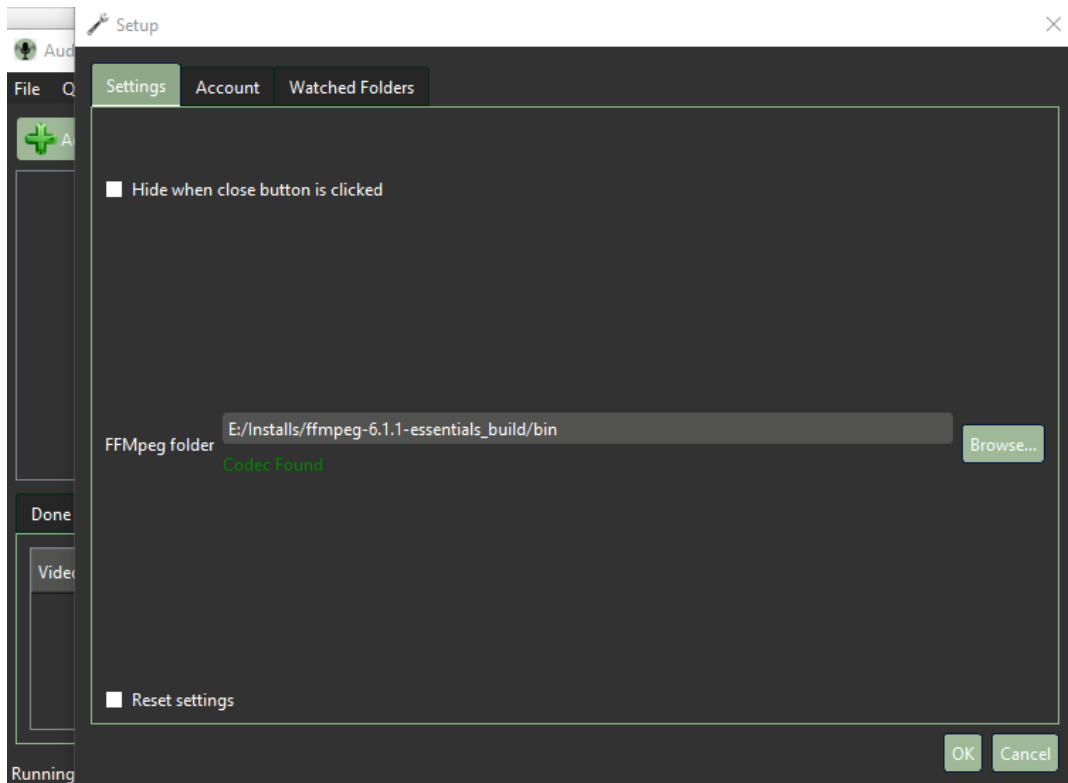 Setup
Aud
File Q
A
Settings Account Watched Folders
Hide when close button is clicked
FFMpeg folder E:/Installs/ffmpeg-6.1.1-essentials_build/bin Browse...
Codec Found
Done
Video
Reset settings
OK Cancel
Running